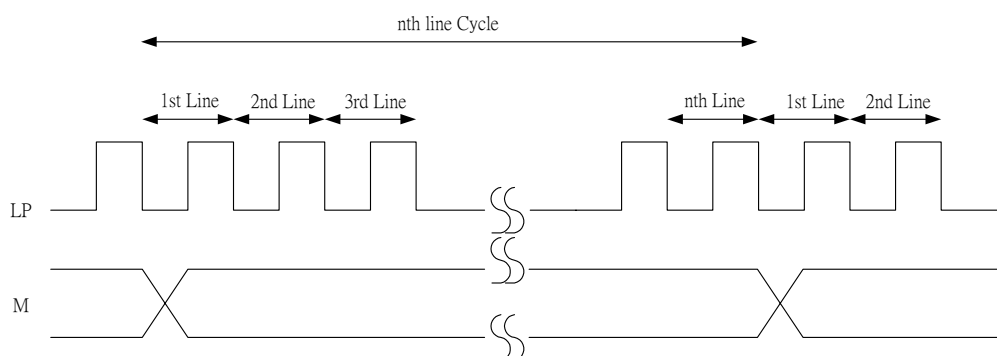 nth line Cycle
1st Line 2nd Line 3rd Line nth Line 1st Line 2nd Line
LP
M